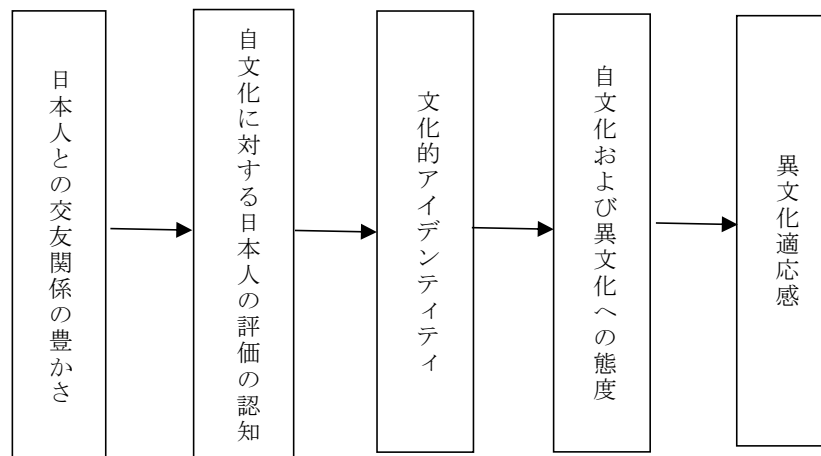 日本人との交友関係の豊かさ
自文化に対する日本人の評価の認知
文化的アイデンティティ
自文化および異文化への態度
異文化適応感